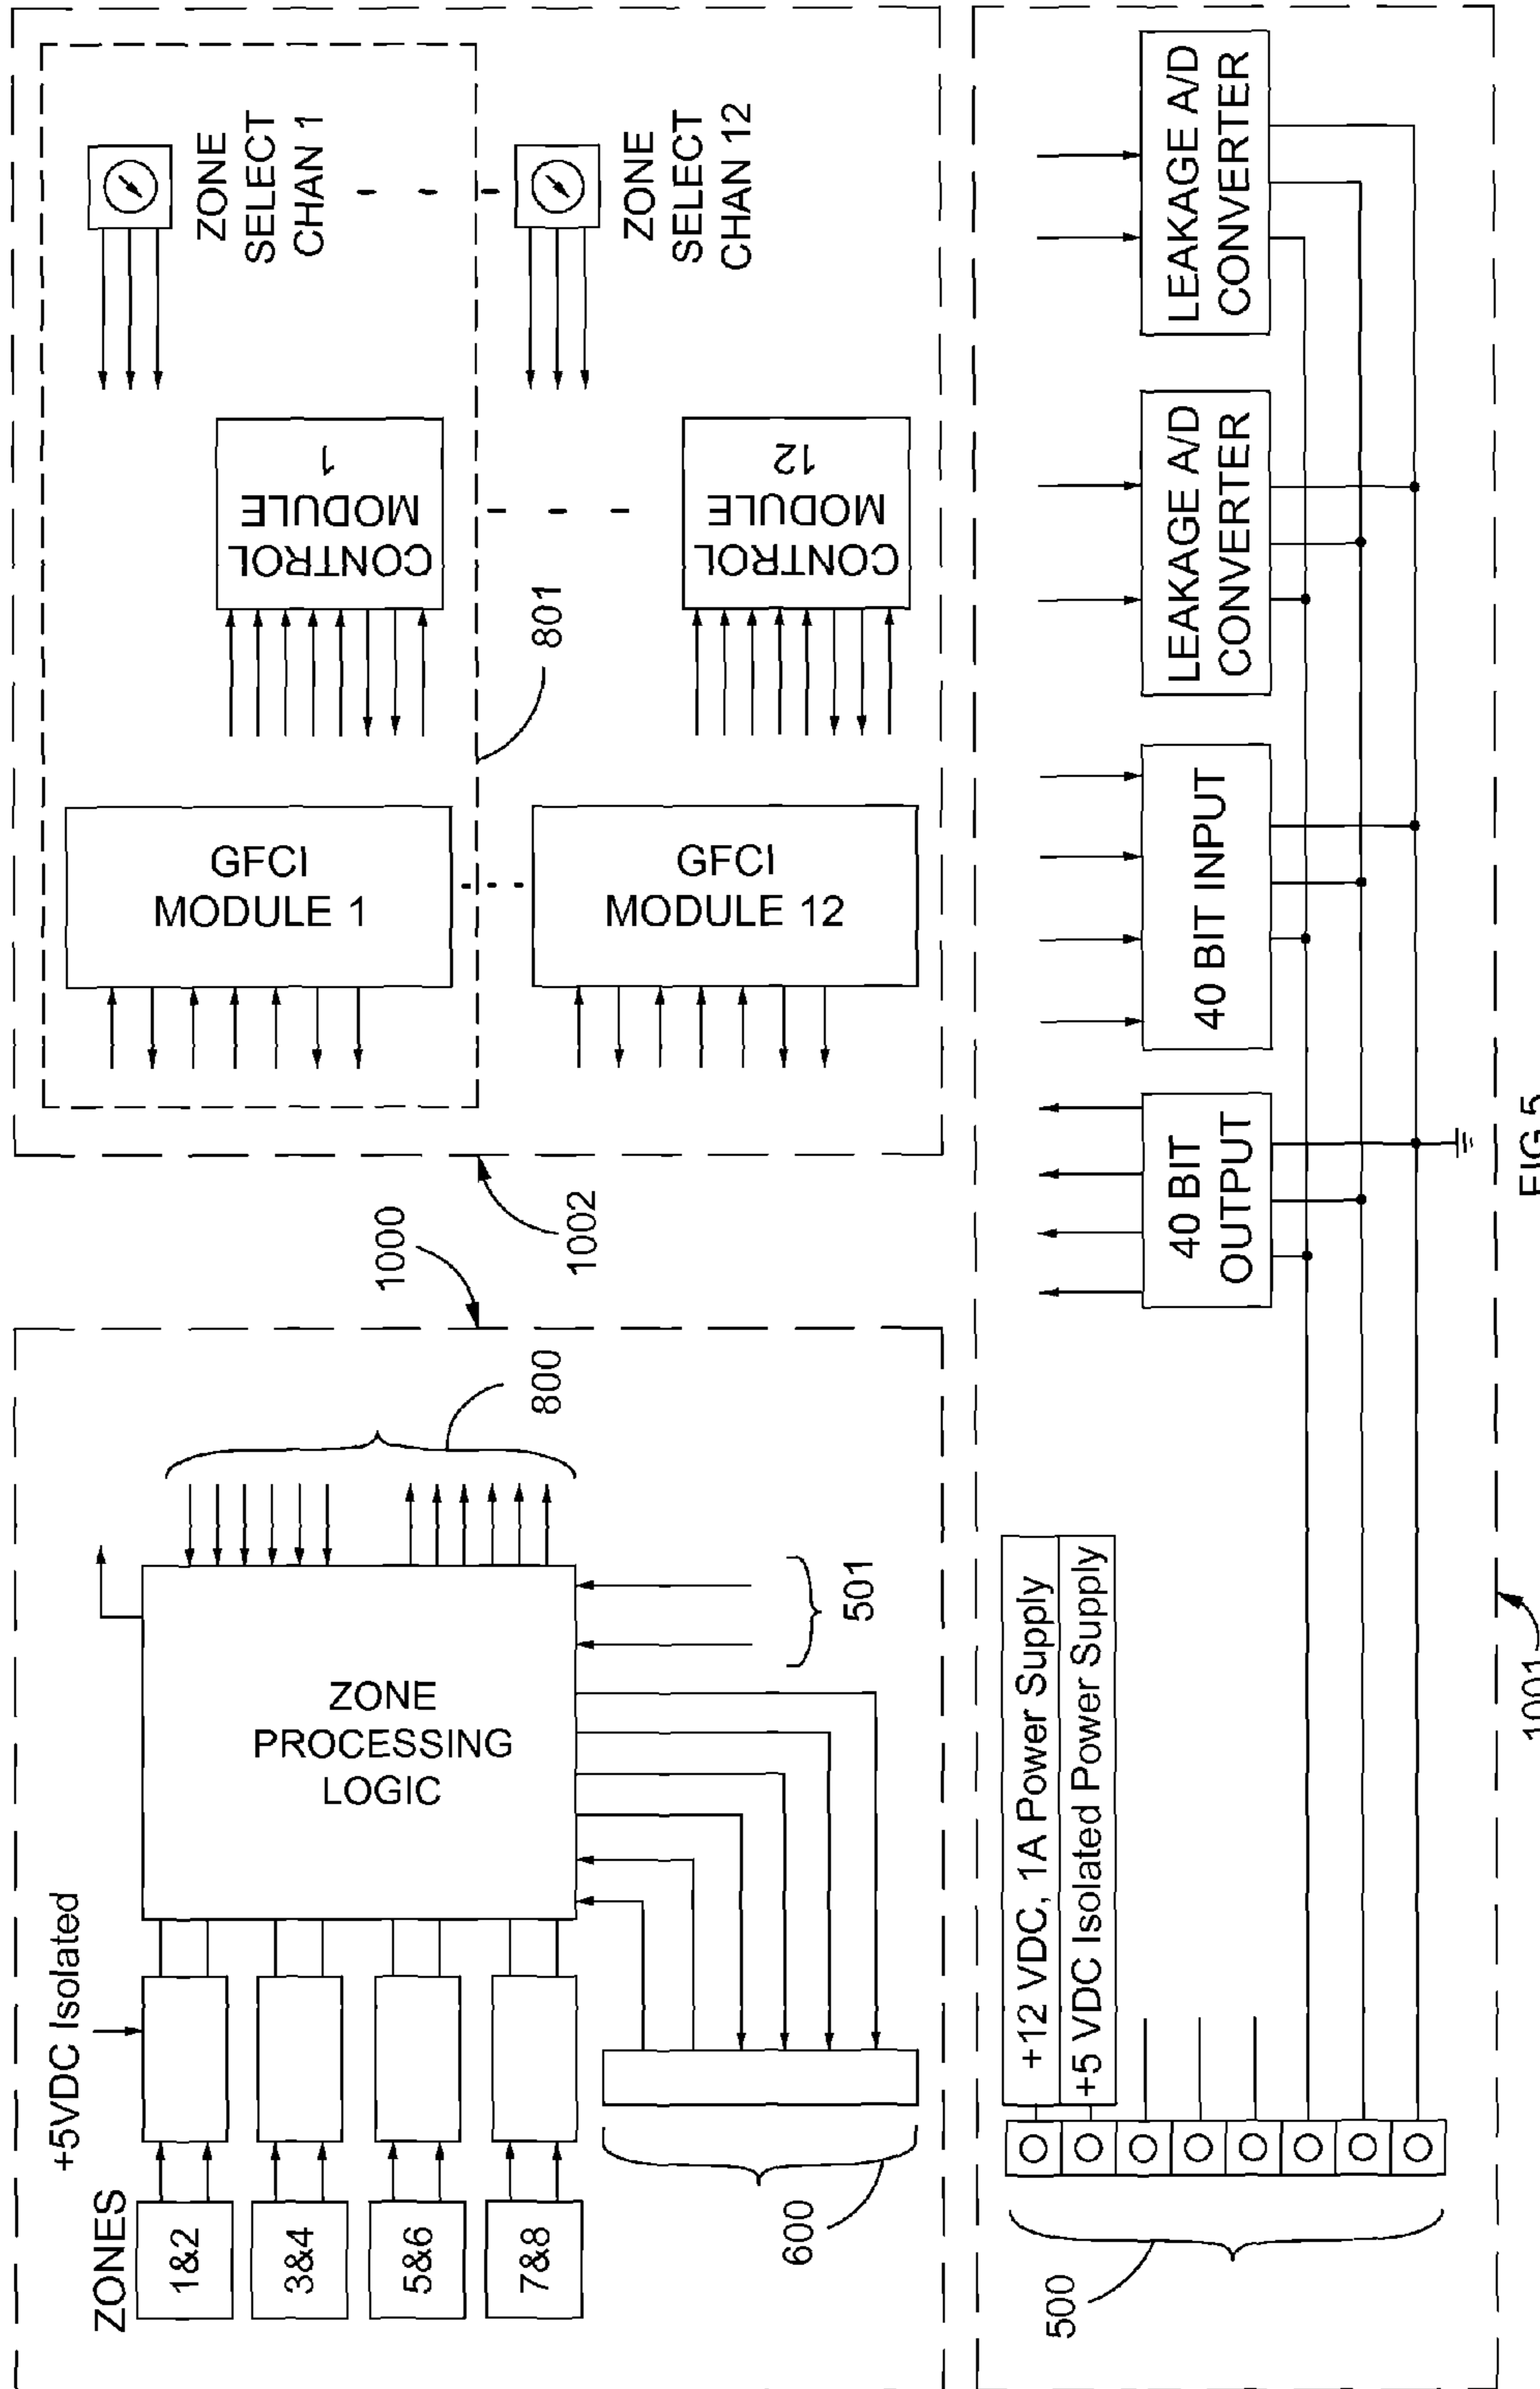 ZONES
1&2
3&4
5&6
7&8
+5VDC Isolated
ZONE
PROCESSING
LOGIC
600
501
800
1000
1002
GFCI
MODULE 1
GFCI
MODULE 12
801
CONTROL
MODULE
1
CONTROL
MODULE
12
ZONE
SELECT
CHAN 1
ZONE
SELECT
CHAN 12
500
+12 VDC, 1A Power Supply
+5 VDC Isolated Power Supply
40 BIT
OUTPUT
40 BIT INPUT
LEAKAGE A/D
CONVERTER
LEAKAGE A/D
CONVERTER
1001
FIG.5